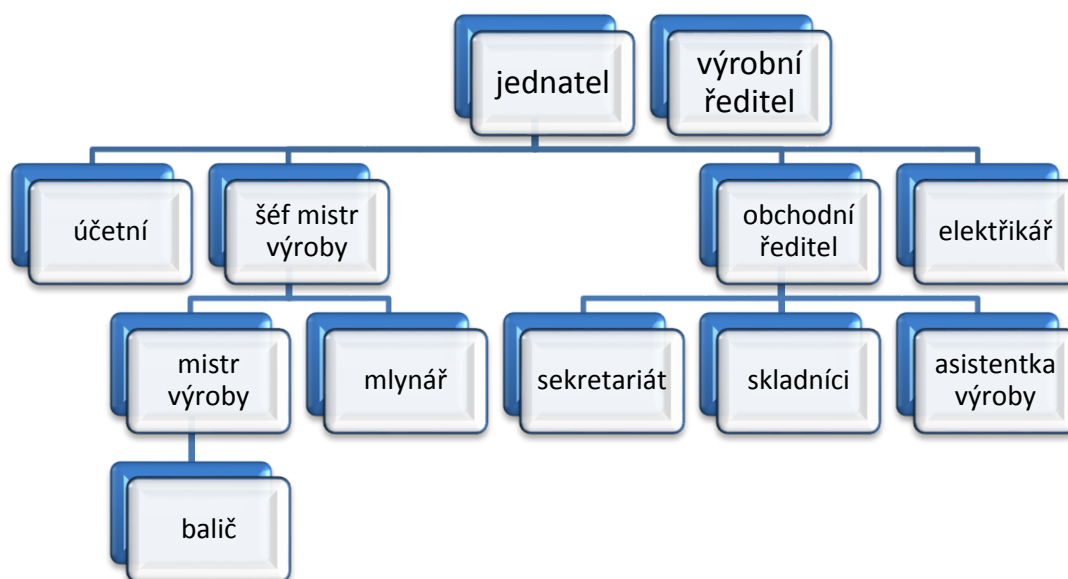 jednatel
výrobní
ředitel
účetní
šéf mistr
výroby
obchodní
ředitel
elektřikář
mistr
výroby
mlynář
sekretariát
skladníci
asistentka
výroby
balič